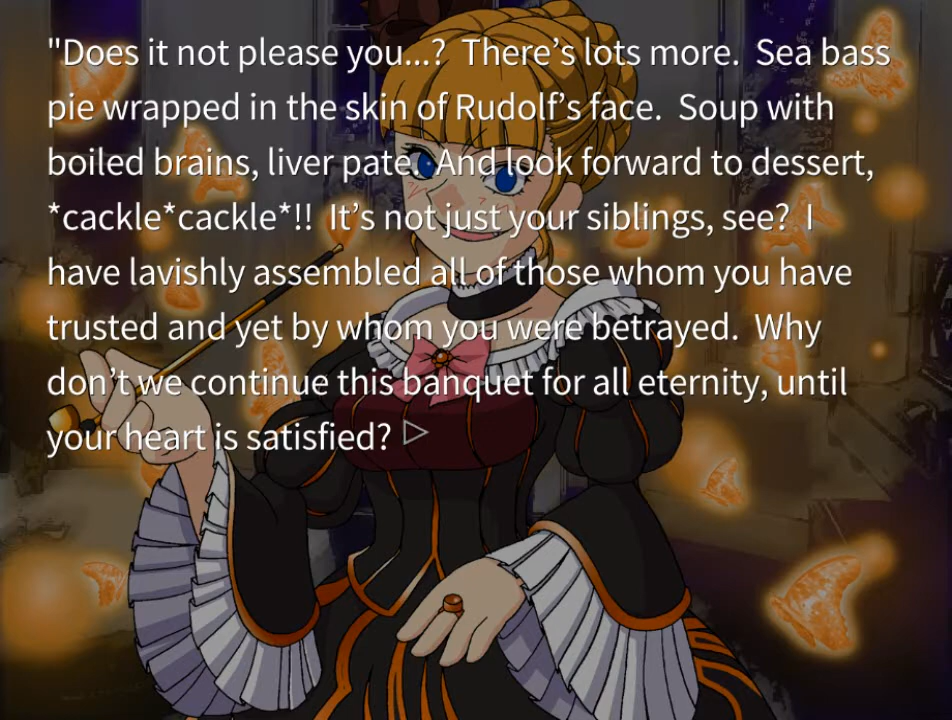 "Does it not please you...?  There’s lots more.  Sea bass
pie wrapped in the skin of Rudolf’s face.  Soup with
boiled brains, liver pate.  And look forward to dessert,
*cackle*cackle*!!  It’s not just your siblings, see?  I
have lavishly assembled all of those whom you have
trusted and yet by whom you were betrayed.  Why
don’t we continue this banquet for all eternity, until
your heart is satisfied?